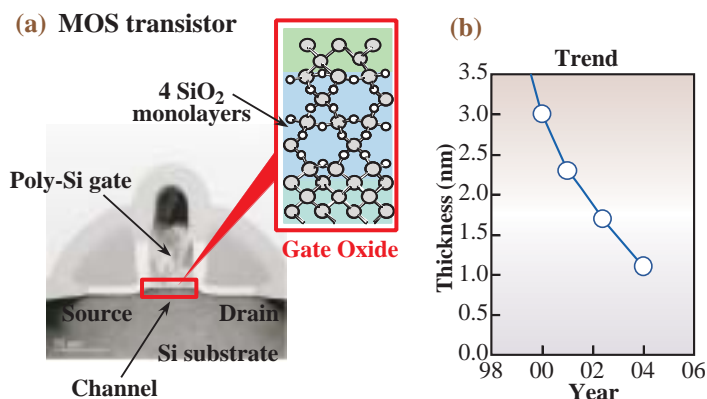 (a) MOS transistor
4 SiO2
monolayers
Poly-Si gate
Gate Oxide
Source
Drain
Si substrate
Channel
(b)
Trend
Thickness (nm)
3.5
3.0
2.5
2.0
1.5
1.0
0.5
0.0
98 00 02 04 06
Year